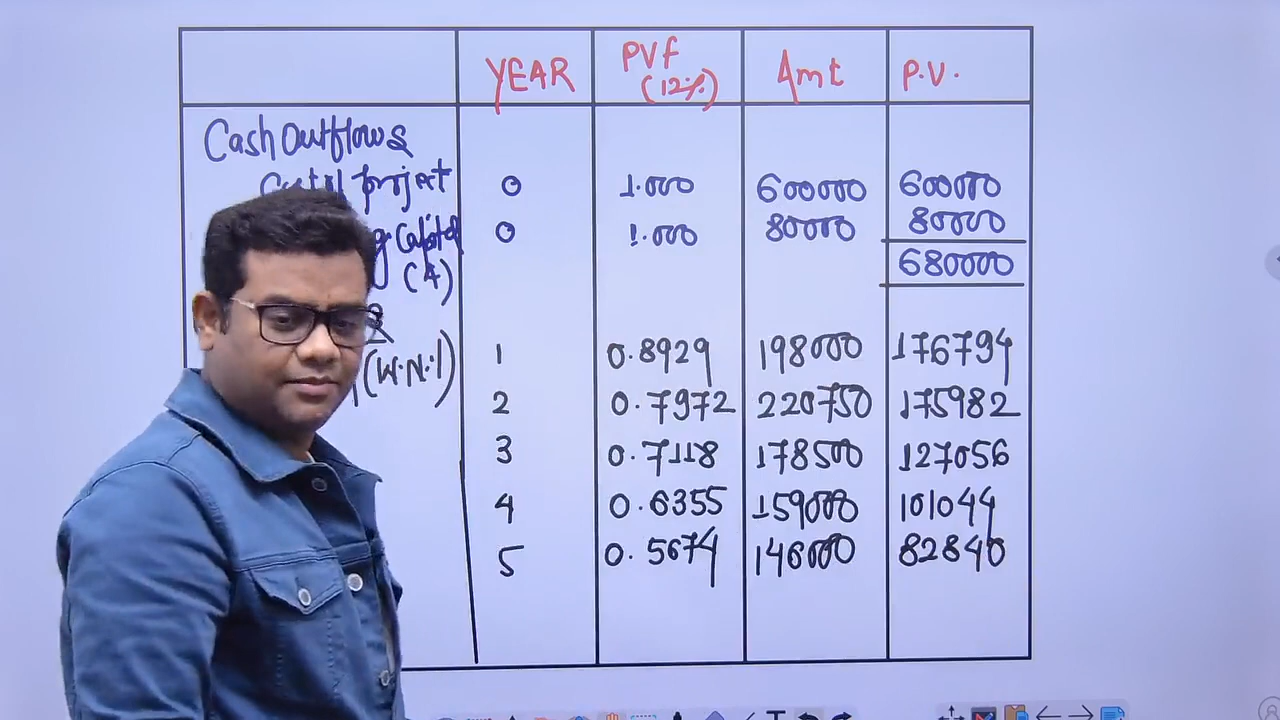 YEAR PVF (12%) Amt P.V.
Cash Outflows
project 0 1.000 600000 600000
0 1.000 80000 80000
(A) 680000
(W.N.1) 1 0.8929 198000 176794
2 0.7972 220750 175982
3 0.7118 178500 127056
4 0.6355 159000 101044
5 0.5674 146000 82840